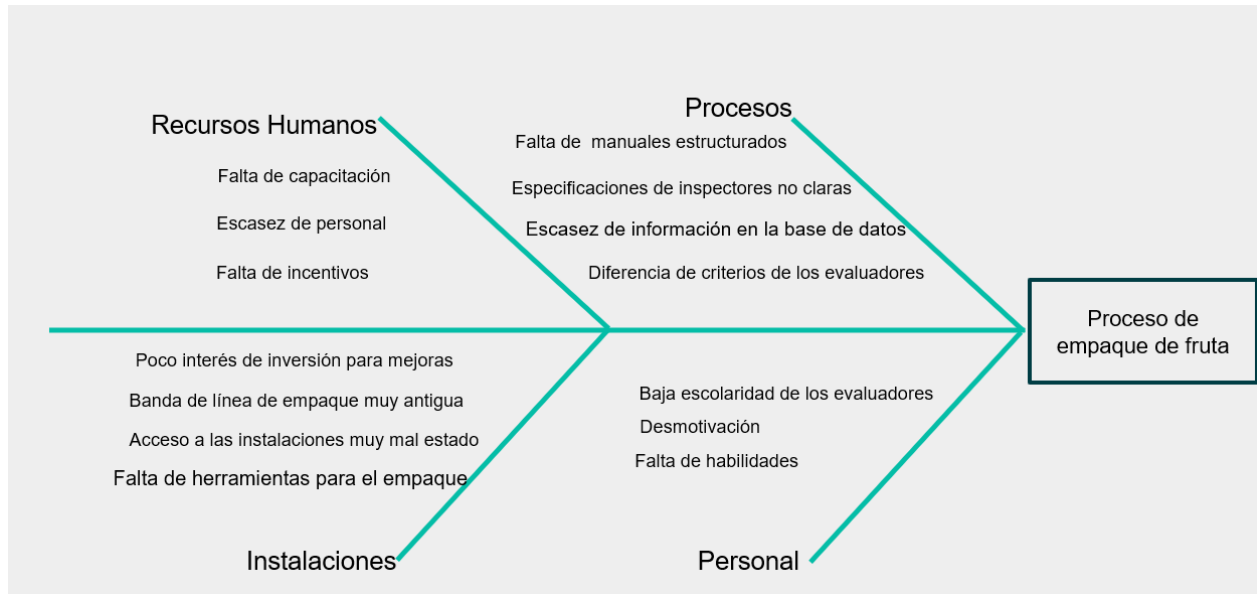 Recursos Humanos
Falta de capacitación
Escasez de personal
Falta de incentivos
Procesos
Falta de manuales estructurados
Especificaciones de inspectores no claras
Escasez de información en la base de datos
Diferencia de criterios de los evaluadores
Proceso de
empaque de fruta
Poco interés de inversión para mejoras
Banda de línea de empaque muy antigua
Acceso a las instalaciones muy mal estado
Falta de herramientas para el empaque
Instalaciones
Baja escolaridad de los evaluadores
Desmotivación
Falta de habilidades
Personal